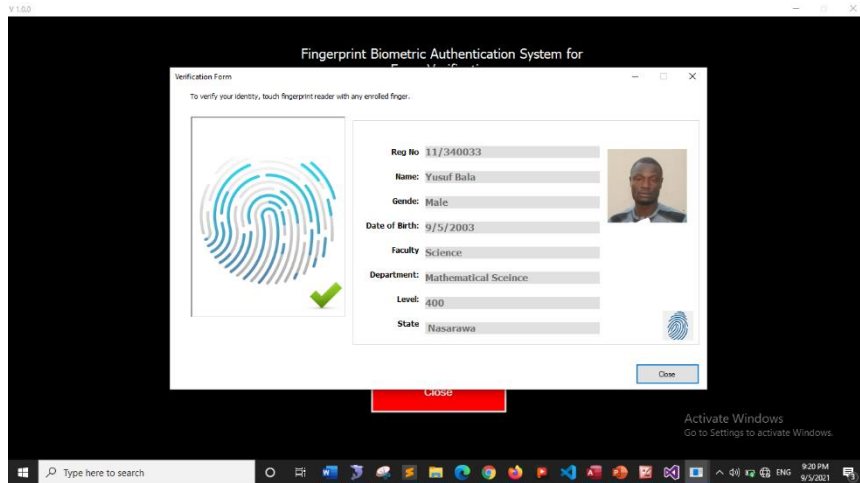 V 1.0.0
Fingerprint Biometric Authentication System for
Verification Form
To verify your identity, touch fingerprint reader with any enrolled finger.
Reg No 11/340033
Name: Yusuf Bala
Gende: Male
Date of Birth: 9/5/2003
Faculty Science
Department: Mathematical Sceince
Level: 400
State Nasarawa
Close
Close
Activate Windows
Go to Settings to activate Windows.
Type here to search
ENG
9:20 PM
9/5/2021